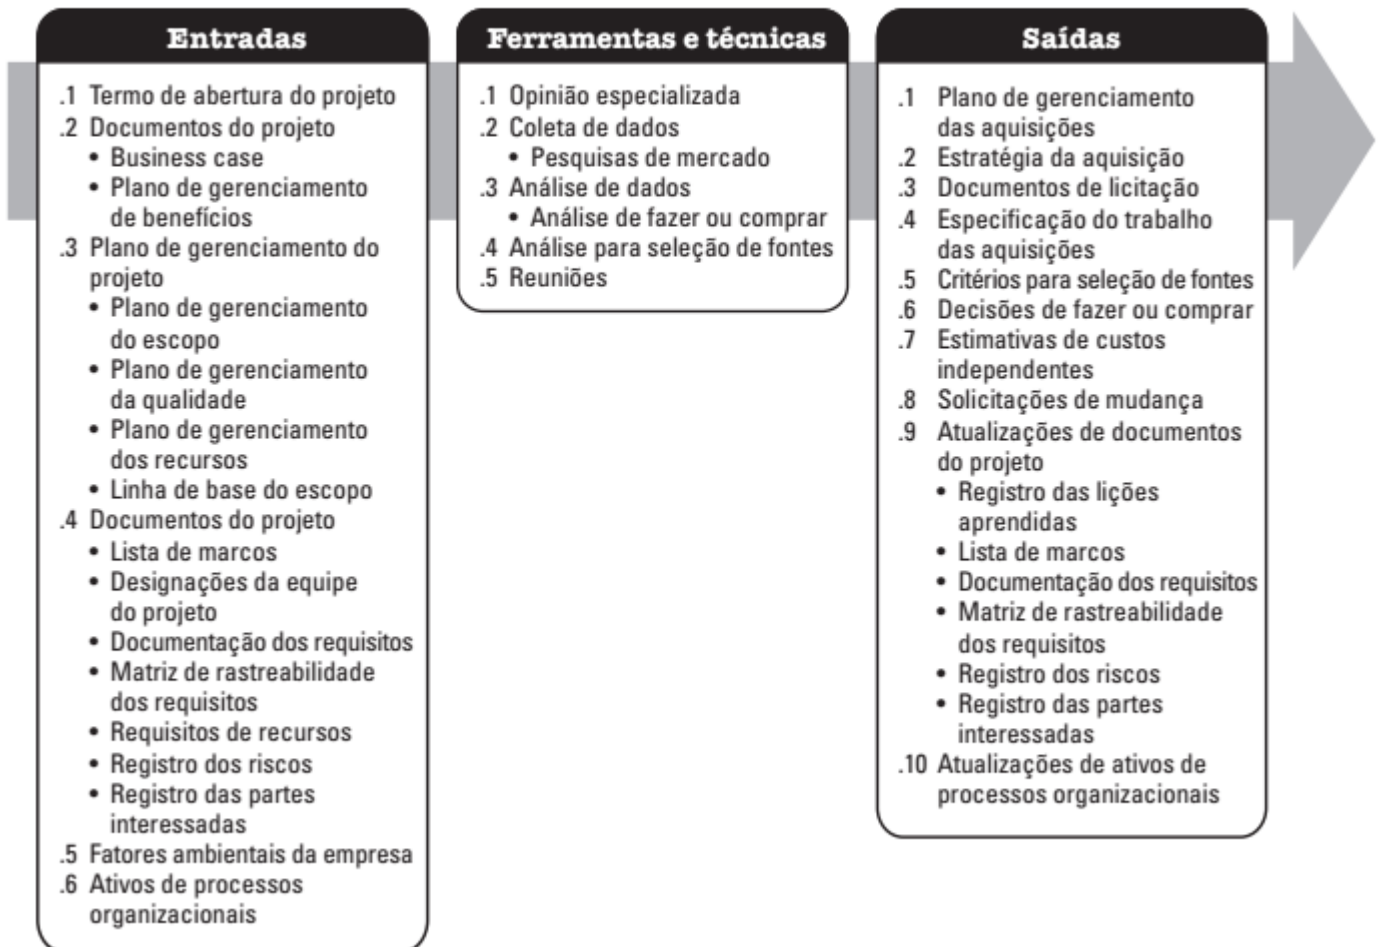 Entradas
.1 Termo de abertura do projeto
.2 Documentos do projeto
• Business case
• Plano de gerenciamento
de benefícios
.3 Plano de gerenciamento do
projeto
• Plano de gerenciamento
do escopo
• Plano de gerenciamento
da qualidade
• Plano de gerenciamento
dos recursos
• Linha de base do escopo
.4 Documentos do projeto
• Lista de marcos
• Designações da equipe
do projeto
• Documentação dos requisitos
• Matriz de rastreabilidade
dos requisitos
• Requisitos de recursos
• Registro dos riscos
• Registro das partes
interessadas
.5 Fatores ambientais da empresa
.6 Ativos de processos
organizacionais
Ferramentas e técnicas
.1 Opinião especializada
.2 Coleta de dados
• Pesquisas de mercado
.3 Análise de dados
• Análise de fazer ou comprar
.4 Análise para seleção de fontes
.5 Reuniões
Saídas
.1 Plano de gerenciamento
das aquisições
.2 Estratégia da aquisição
.3 Documentos de licitação
.4 Especificação do trabalho
das aquisições
.5 Critérios para seleção de fontes
.6 Decisões de fazer ou comprar
.7 Estimativas de custos
independentes
.8 Solicitações de mudança
.9 Atualizações de documentos
do projeto
• Registro das lições
aprendidas
• Lista de marcos
• Documentação dos requisitos
• Matriz de rastreabilidade
dos requisitos
• Registro dos riscos
• Registro das partes
interessadas
.10 Atualizações de ativos de
processos organizacionais